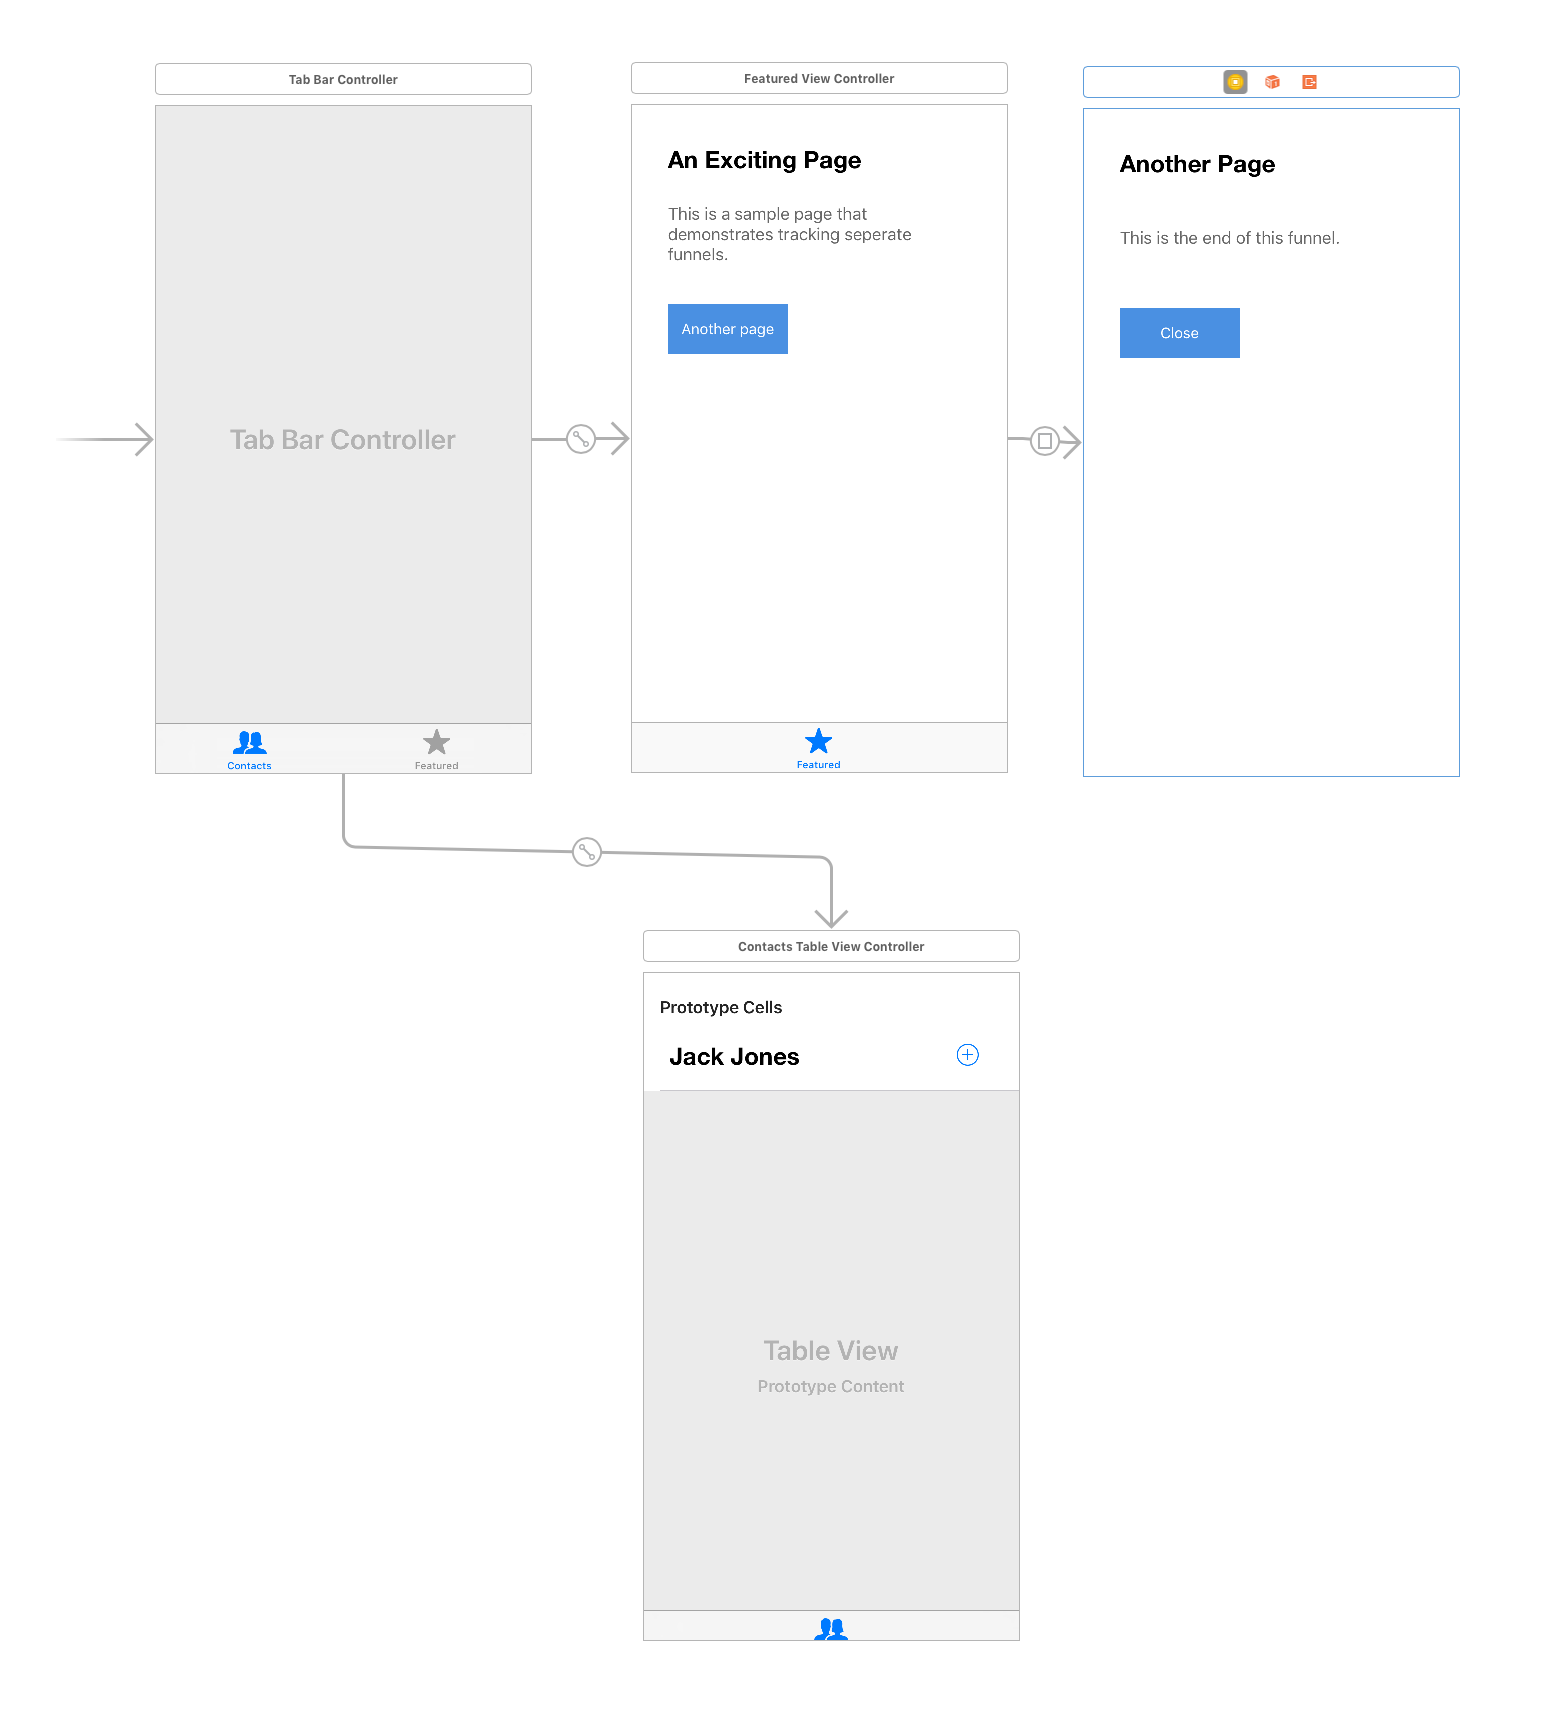 Tab Bar Controller
Tab Bar Controller
Contacts
Featured
Featured View Controller
An Exciting Page
This is a sample page that
demonstrates tracking seperate
funnels.
Another page
Featured
Another Page
This is the end of this funnel.
Close
Contacts Table View Controller
Prototype Cells
Jack Jones
Table View
Prototype Content